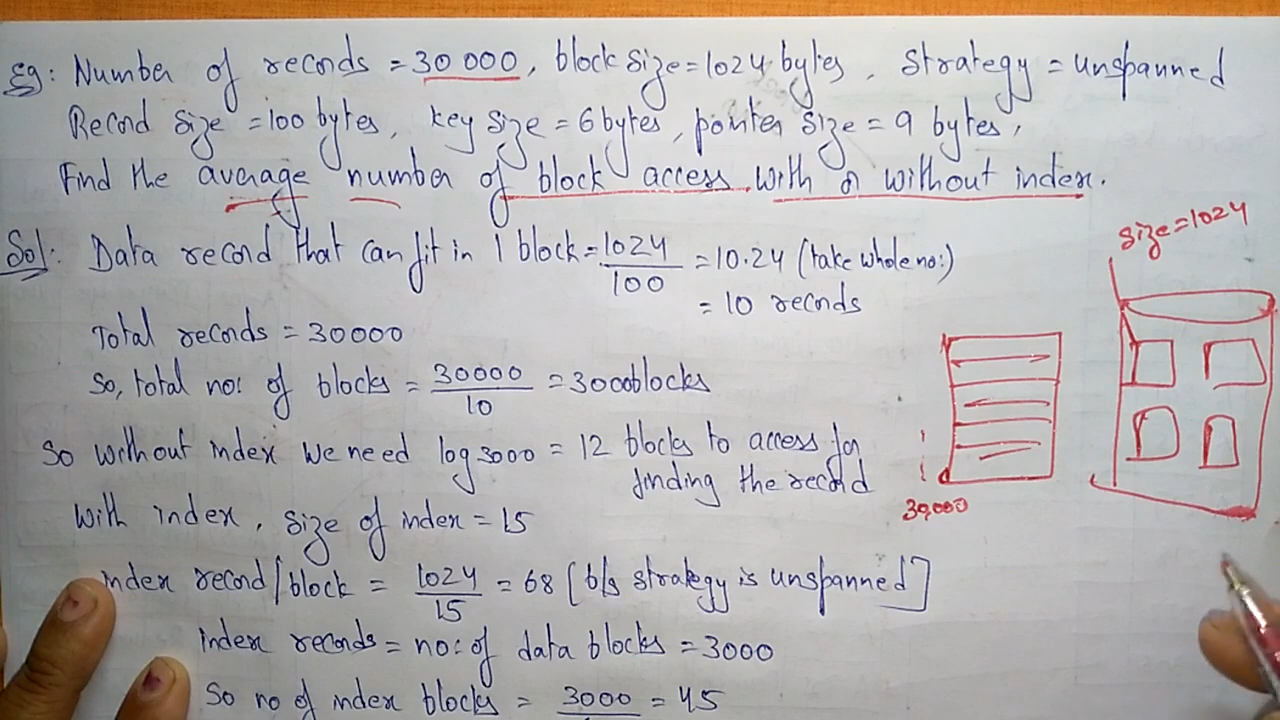 Eg: Number of records = 30 000, block size = 1024 bytes, Strategy = unspanned
Record size = 100 bytes, key size = 6 bytes, pointer size = 9 bytes,
Find the average number of block access with & without index.
Sol: Data record that can fit in 1 block = 1024/100 = 10.24 (take whole no:)
= 10 records
Total records = 30000
So, total no: of blocks = 30000/10 = 3000 blocks
So without index we need log 3000 = 12 blocks to access for
finding the record
With index, size of index = 15
index record/block = 1024/15 = 68 [b/s strategy is unspanned]
Index records = no: of data blocks = 3000
So no of index blocks = 3000 = 45
size = 1024
30,000